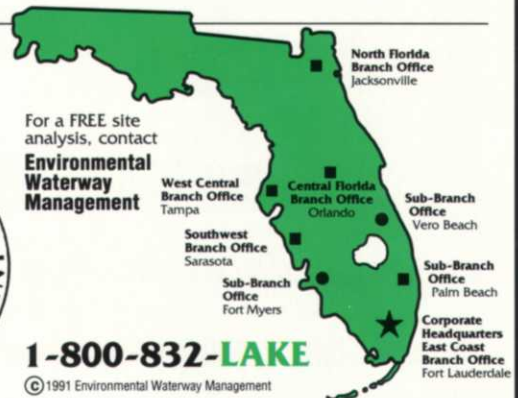 North Florida
Branch Office
Jacksonville
For a FREE site
analysis, contact
Environmental
Waterway
Management
West Central
Branch Office
Tampa
Central Florida
Branch Office
Orlando
Sub-Branch
Office
Vero Beach
Southwest
Branch Office
Sarasota
Sub-Branch
Office
Fort Myers
Sub-Branch
Office
Palm Beach
Corporate
Headquarters
East Coast
Branch Office
Fort Lauderdale
1-800-832-LAKE
©1991 Environmental Waterway Management